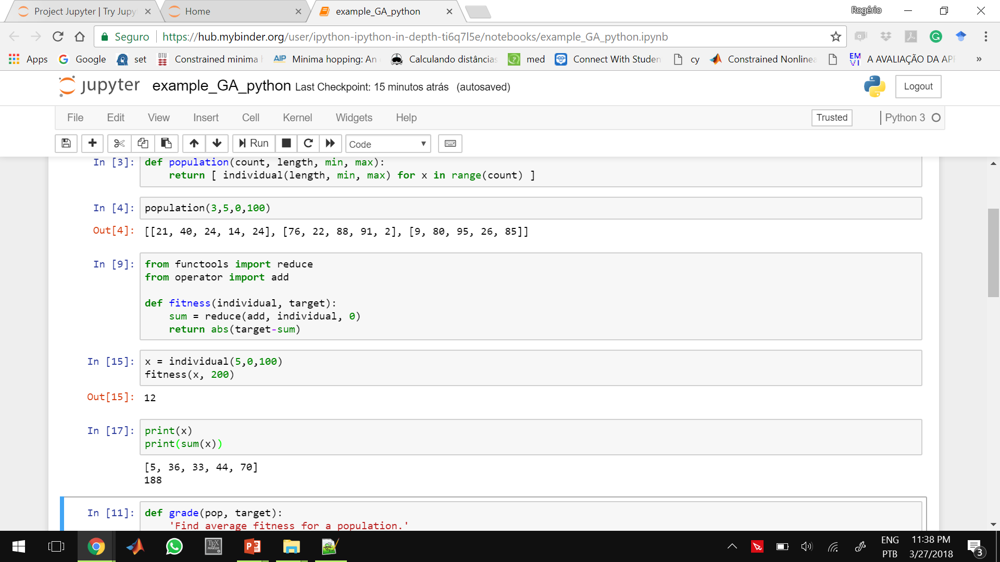 Project Jupyter | Try Jupy
Home
example_GA_python
Rogério
Seguro
https://hub.mybinder.org/user/ipython-ipython-in-depth-ti6q7l5e/notebooks/example_GA_python.ipynb
Apps
Google
set
DTU
Constrained minima h
AIP
Minima hopping: An
Calculando distâncias
med
Connect With Studen
cy
Constrained Nonlinea
EM
VI
A AVALIAÇÃO DA APR
»
jupyter
example_GA_python
Last Checkpoint: 15 minutos atrás
(autosaved)
Logout
File
Edit
View
Insert
Cell
Kernel
Widgets
Help
Trusted
Python 3
Run
Code
In [3]:
def population(count, length, min, max):
    return [ individual(length, min, max) for x in range(count) ]
In [4]:
population(3,5,0,100)
Out[4]:
[[21, 40, 24, 14, 24], [76, 22, 88, 91, 2], [9, 80, 95, 26, 85]]
In [9]:
from functools import reduce
from operator import add
def fitness(individual, target):
    sum = reduce(add, individual, 0)
    return abs(target-sum)
In [15]:
x = individual(5,0,100)
fitness(x, 200)
Out[15]:
12
In [17]:
print(x)
print(sum(x))
[5, 36, 33, 44, 70]
188
In [11]:
def grade(pop, target):
    'Find average fitness for a population.'
TEX
MAKER
ENG
PTB
11:38 PM
3/27/2018
3